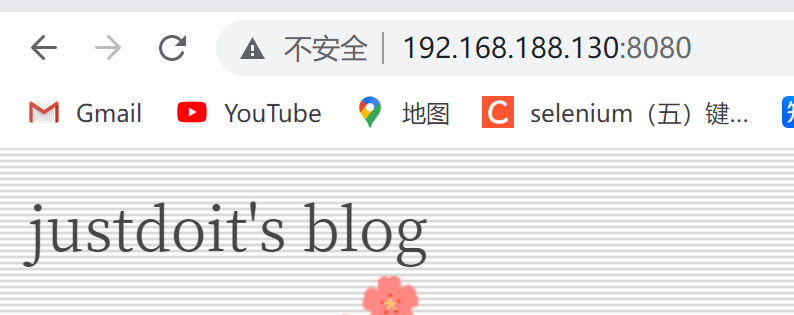 不安全 192.168.188.130:8080
Gmail YouTube 地图 selenium（五）键...
justdoit's blog